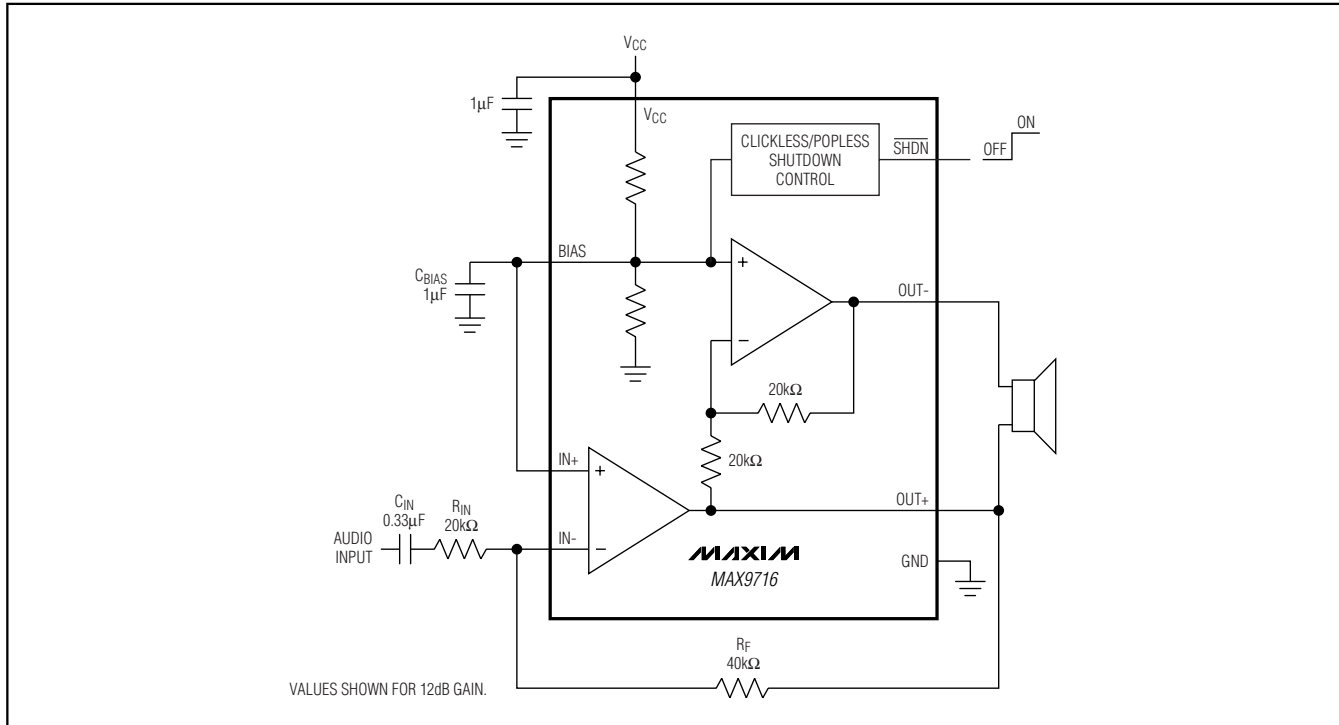 VCC
1µF
VCC
CLICKLESS/POPLESS
SHUTDOWN
CONTROL
SHDN
OFF
ON
BIAS
CBIAS
1µF
+
−
OUT-
20kΩ
20kΩ
IN+
+
OUT+
CIN
0.33µF
RIN
20kΩ
AUDIO
INPUT
IN-
−
MAXIM
MAX9716
GND
RF
40kΩ
VALUES SHOWN FOR 12dB GAIN.